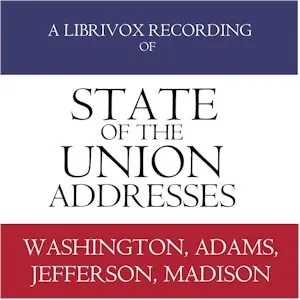 A LIBRIVOX RECORDING
OF
STATE
OF THE
UNION
ADDRESSES
WASHINGTON, ADAMS,
JEFFERSON, MADISON